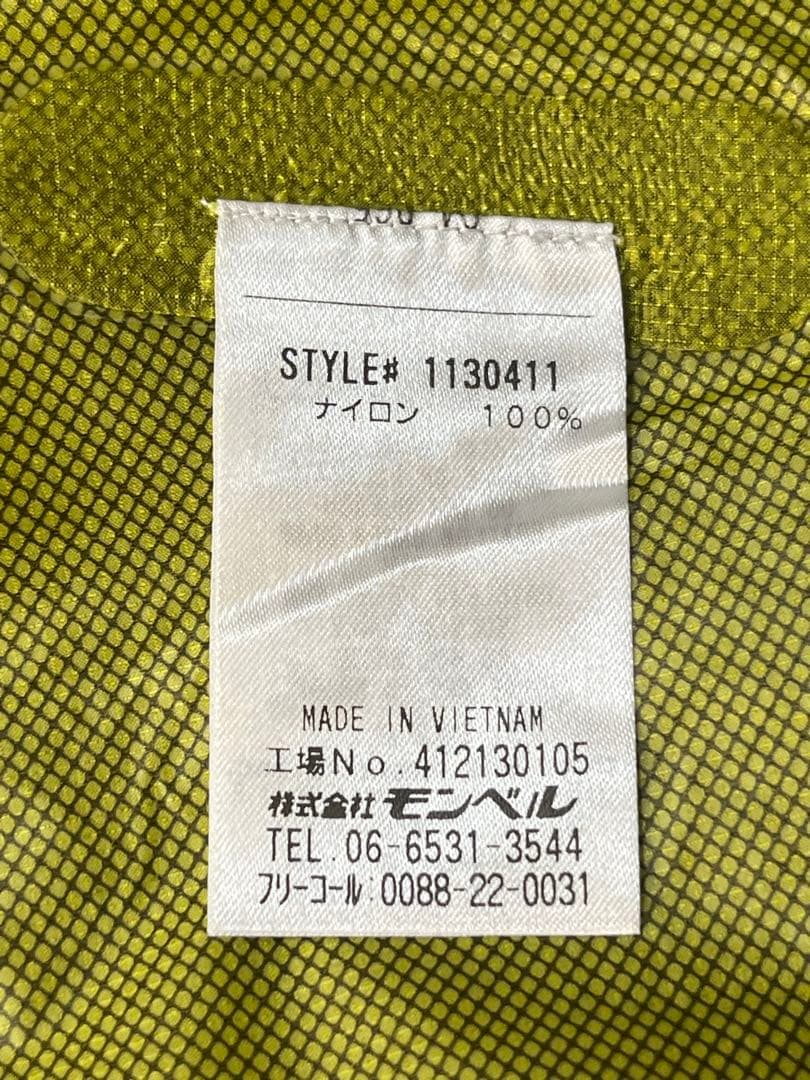 STYLE# 1130411
ナイロン 100%
MADE IN VIETNAM
工場No.412130105
株式会社モンベル
TEL.06-6531-3544
フリーコール:0088-22-0031